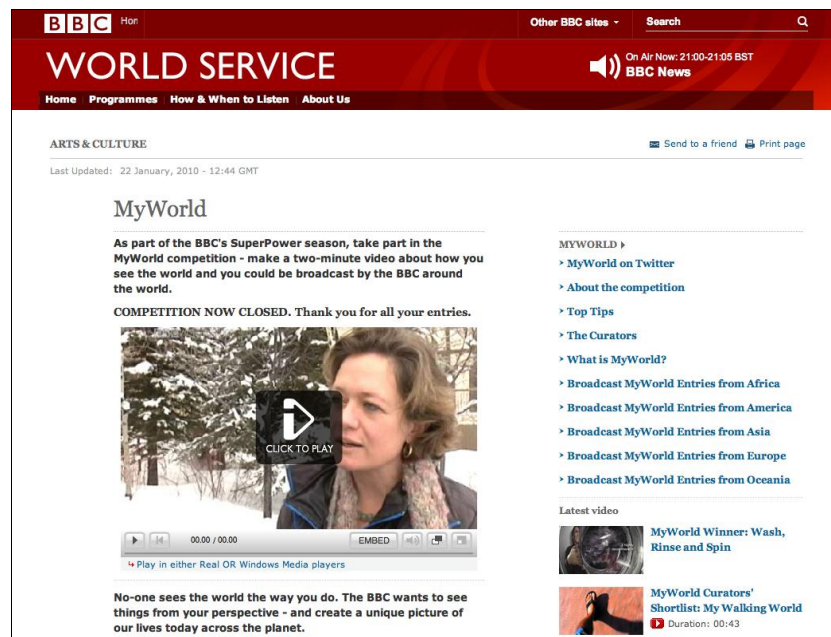 BBC Hom
Other BBC sites
Search
WORLD SERVICE
On Air Now: 21:00-21:05 BST
BBC News
Home Programmes How & When to Listen About Us
ARTS & CULTURE
Send to a friend Print page
Last Updated: 22 January, 2010 - 12:44 GMT
MyWorld
As part of the BBC's SuperPower season, take part in the
MyWorld competition - make a two-minute video about how you
see the world and you could be broadcast by the BBC around
the world.
COMPETITION NOW CLOSED. Thank you for all your entries.
CLICK TO PLAY
00.00 / 00.00
EMBED
Play in either Real OR Windows Media players
No-one sees the world the way you do. The BBC wants to see
things from your perspective - and create a unique picture of
our lives today across the planet.
MYWORLD
MyWorld on Twitter
About the competition
Top Tips
The Curators
What is MyWorld?
Broadcast MyWorld Entries from Africa
Broadcast MyWorld Entries from America
Broadcast MyWorld Entries from Asia
Broadcast MyWorld Entries from Europe
Broadcast MyWorld Entries from Oceania
Latest video
MyWorld Winner: Wash,
Rinse and Spin
MyWorld Curators'
Shortlist: My Walking World
Duration: 00:43